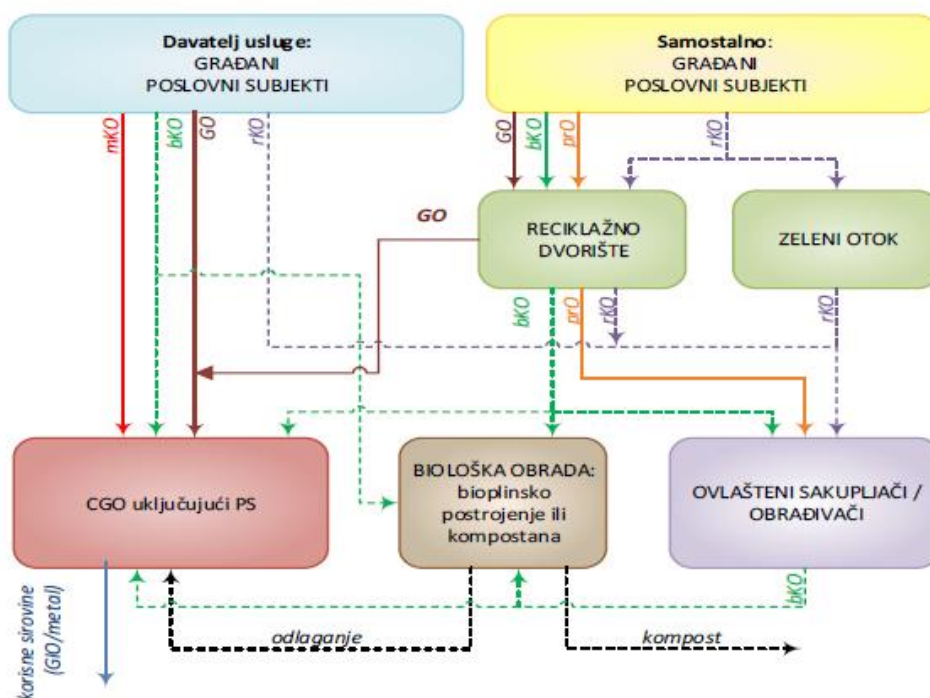 Davatelj usluge:
GRAĐANI
POSLOVNI SUBJEKTI
Samostalno:
GRAĐANI
POSLOVNI SUBJEKTI
mKO
bKO
GO
rKO
GO
bKO
prO
rKO
GO
RECIKLAŽNO
DVORIŠTE
ZELENI OTOK
bKO
prO
rKO
rKO
CGO uključujući PS
BIOLOŠKA OBRADA:
bioplinsko
postrojenje ili
kompostana
OVLAŠTENI SAKUPLJAČI /
OBRAĐIVAČI
korisne sirovine
(GIO/metal)
bKO
odlaganje
kompost